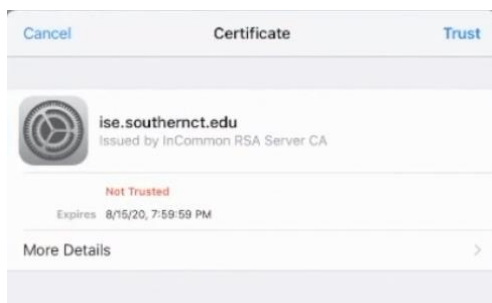 Cancel Certificate Trust
ise.southernct.edu
Issued by InCommon RSA Server CA
Not Trusted
Expires 8/15/20, 7:59:59 PM
More Details